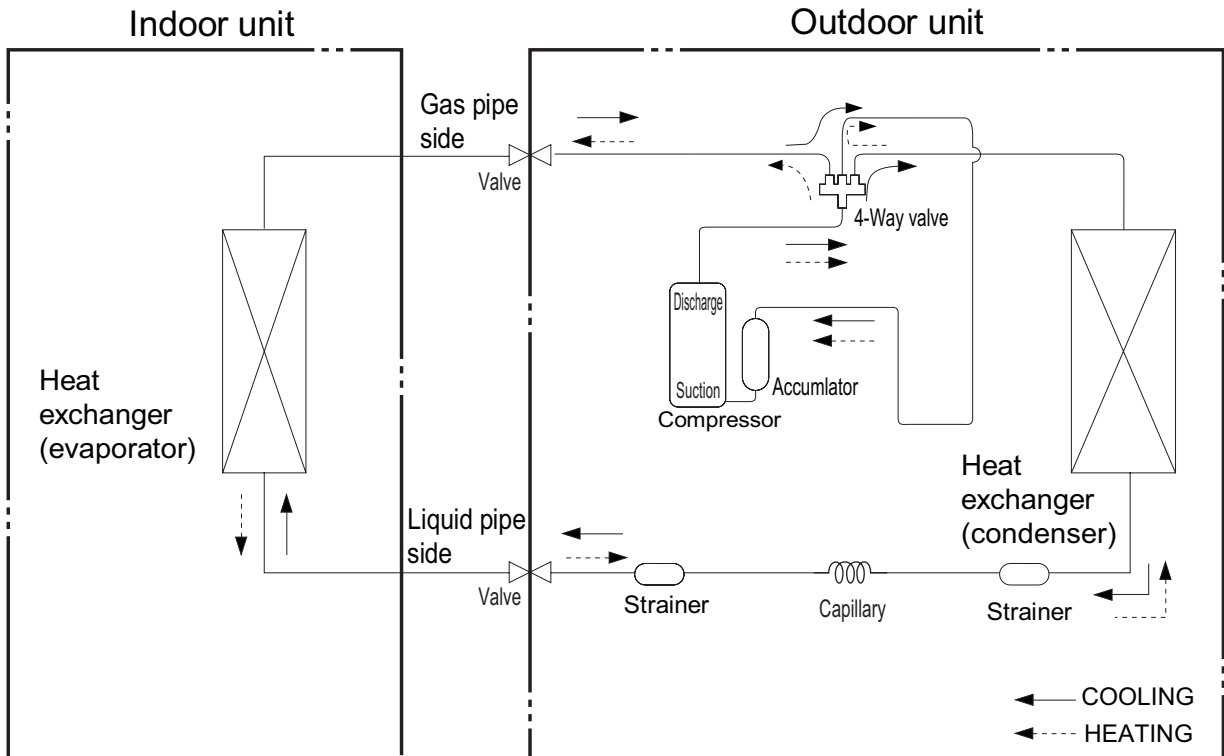 Indoor unit
Outdoor unit
Gas pipe
side
Valve
4-Way valve
Discharge
Suction
Accumlator
Compressor
Heat
exchanger
(evaporator)
Heat
exchanger
(condenser)
Liquid pipe
side
Valve
Strainer
Capillary
Strainer
COOLING
HEATING